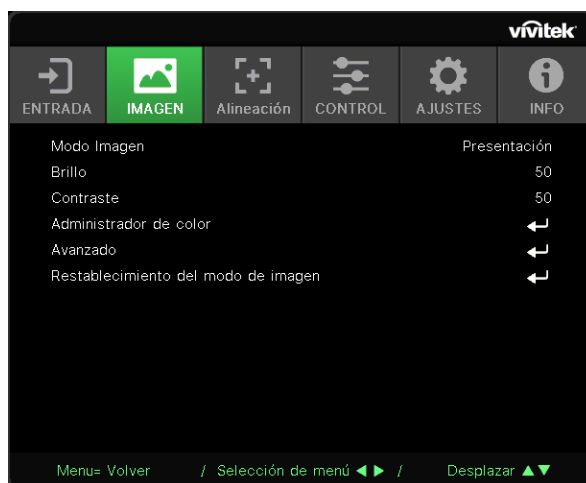 vivitek
ENTRADA IMAGEN Alineación CONTROL AJUSTES INFO
Modo Imagen Presentación
Brillo 50
Contraste 50
Administrador de color
Avanzado
Restablecimiento del modo de imagen
Menu= Volver / Selección de menú ◀ ▶ / Desplazar ▲▼